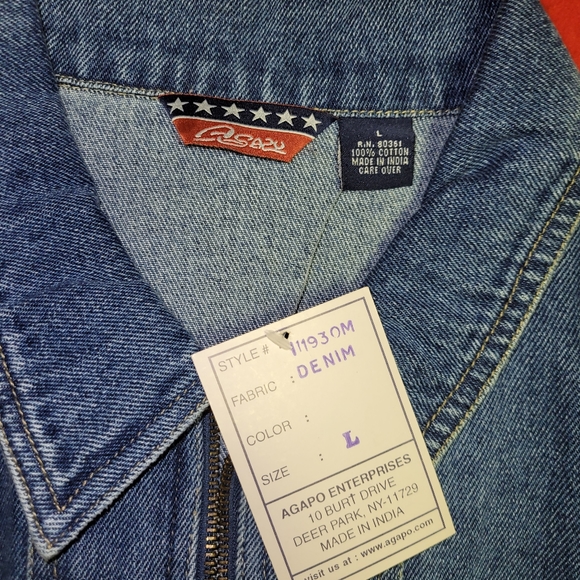 Agapo
L
R.N. 80361
100% COTTON
MADE IN INDIA
CARE OVER
STYLE # 11930M
FABRIC : DENIM
COLOR :
SIZE : L
AGAPO ENTERPRISES
10 BURT DRIVE
DEER PARK, NY-11729
MADE IN INDIA
visit us at : www.agapo.com